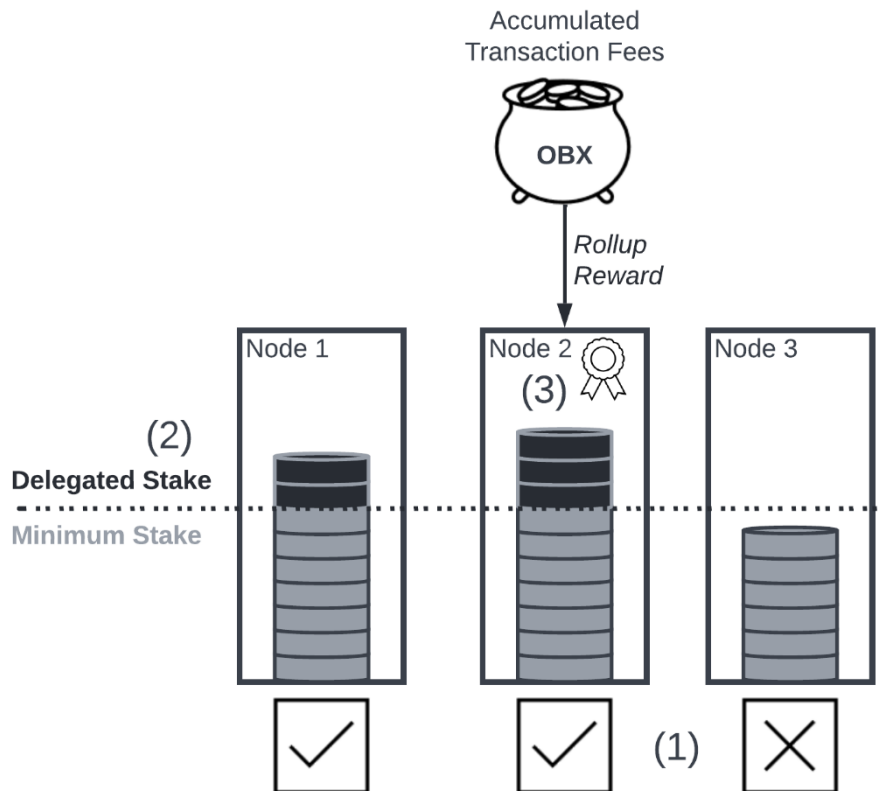 Accumulated
Transaction Fees
OBX
Rollup
Reward
Node 1
Node 2
Node 3
(3)
(2)
Delegated Stake
Minimum Stake
(1)